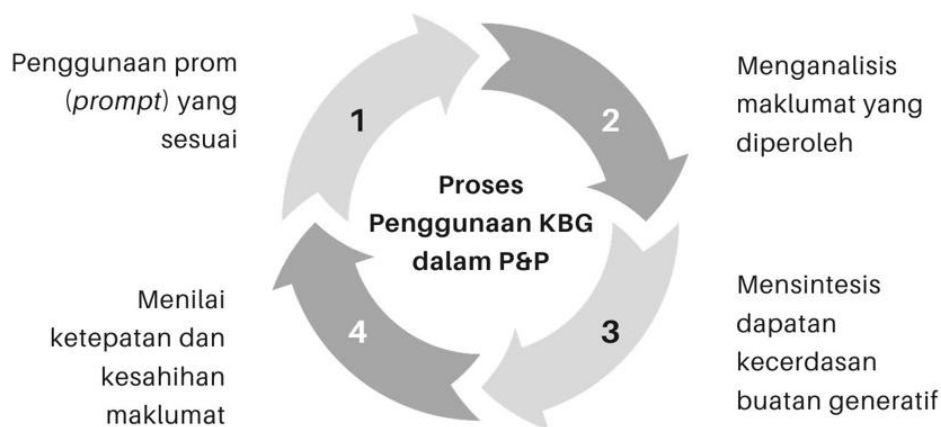 Penggunaan prom
(prompt) yang
sesuai
1
2
Menganalisis
maklumat yang
diperoleh
Proses
Penggunaan KBG
dalam P&P
Menilai
ketepatan dan
kesahihan
maklumat
4
3
Mensintesis
dapatan
kecerdasan
buatan generatif